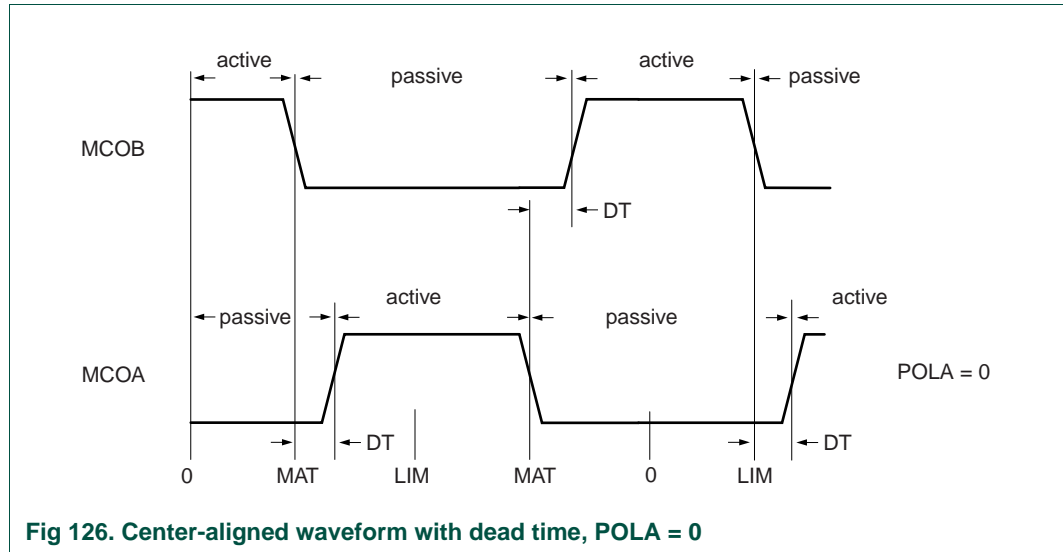 active
passive
active
passive
MCOB
DT
passive
active
passive
active
MCOA
POLA = 0
DT
DT
0
MAT
LIM
MAT
0
LIM
Fig 126. Center-aligned waveform with dead time, POLA = 0